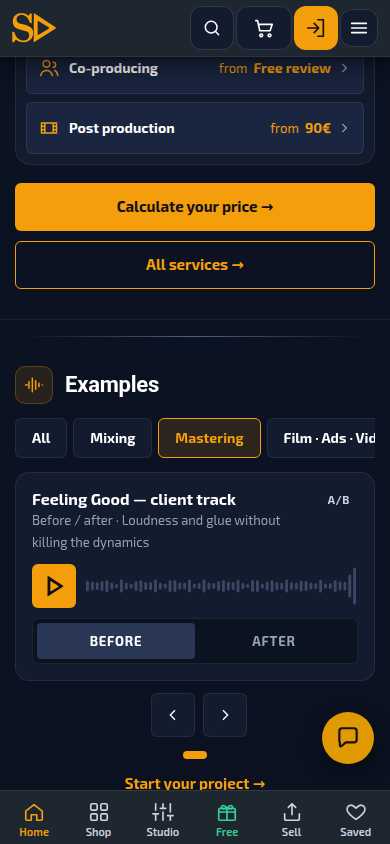 Co-producing
from Free review
Post production
from 90€
Calculate your price →
All services →
Examples
All
Mixing
Mastering
Film · Ads · Vid
Feeling Good — client track
A/B
Before / after · Loudness and glue without
killing the dynamics
BEFORE
AFTER
Start your project →
Home
Shop
Studio
Free
Sell
Saved